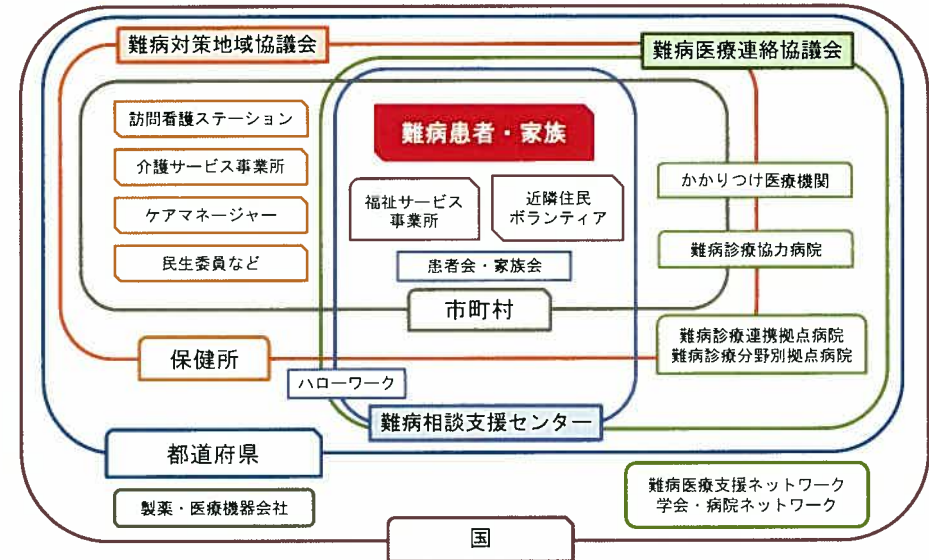 難病対策地域協議会
難病医療連絡協議会
訪問看護ステーション
介護サービス事業所
ケアマネージャー
民生委員など
難病患者・家族
福祉サービス
事業所
近隣住民
ボランティア
患者会・家族会
市町村
かかりつけ医療機関
難病診療協力病院
難病診療連携拠点病院
難病診療分野別拠点病院
保健所
ハローワーク
難病相談支援センター
都道府県
製薬・医療機器会社
難病医療支援ネットワーク
学会・病院ネットワーク
国